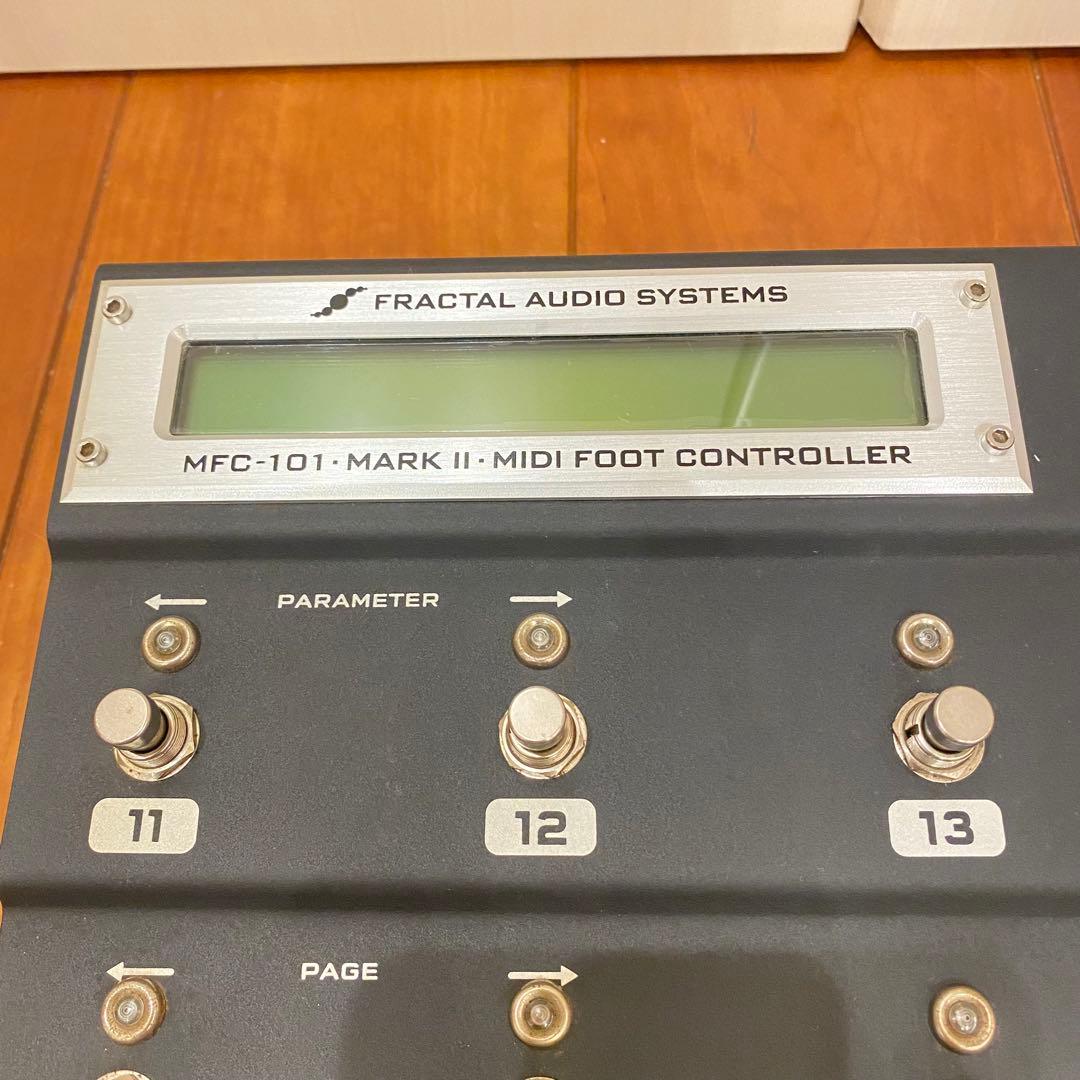 FRACTAL AUDIO SYSTEMS
MFC-101·MARK II·MIDI FOOT CONTROLLER
← PARAMETER →
11 12 13
← PAGE →